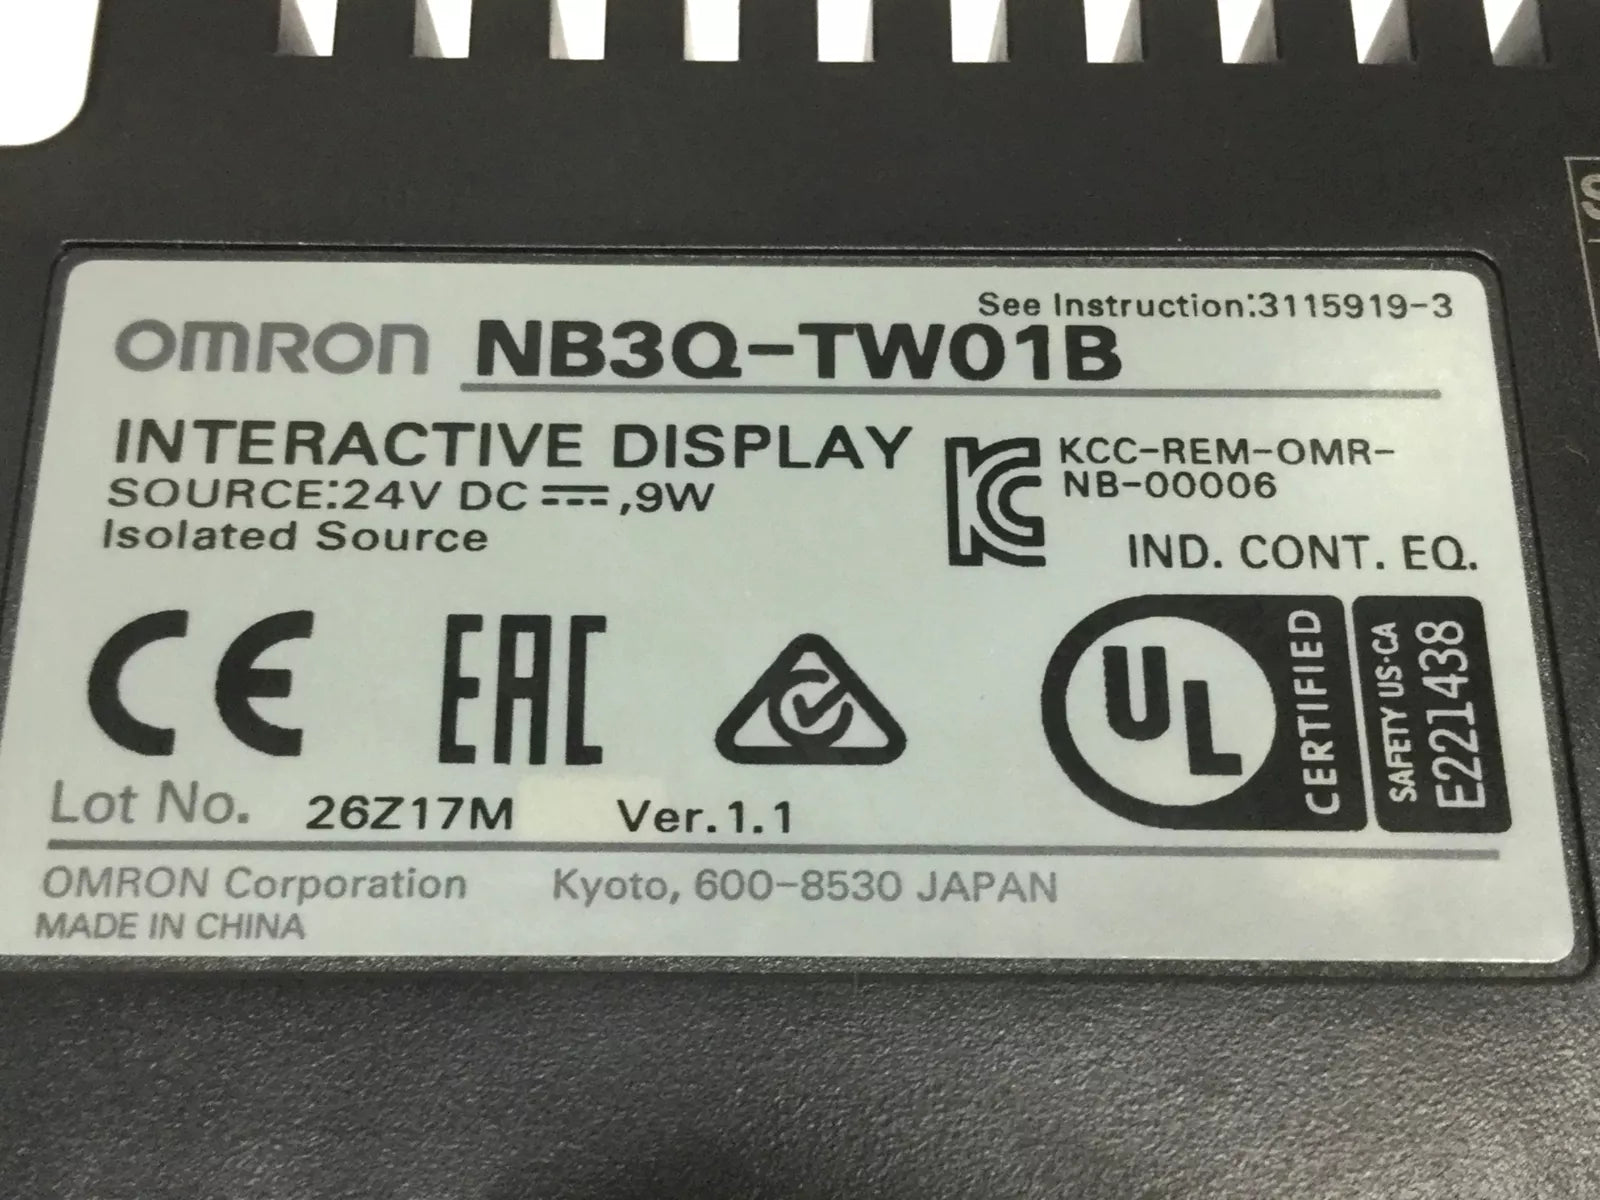 See Instruction:3115919-3
OMRON NB3Q-TW01B
INTERACTIVE DISPLAY
SOURCE:24V DC ⎓,9W
Isolated Source
KCC-REM-OMR-
NB-00006
IND. CONT. EQ.
CE EAC
UL CERTIFIED
SAFETY US·CA
E221438
Lot No. 26Z17M Ver.1.1
OMRON Corporation Kyoto, 600-8530 JAPAN
MADE IN CHINA